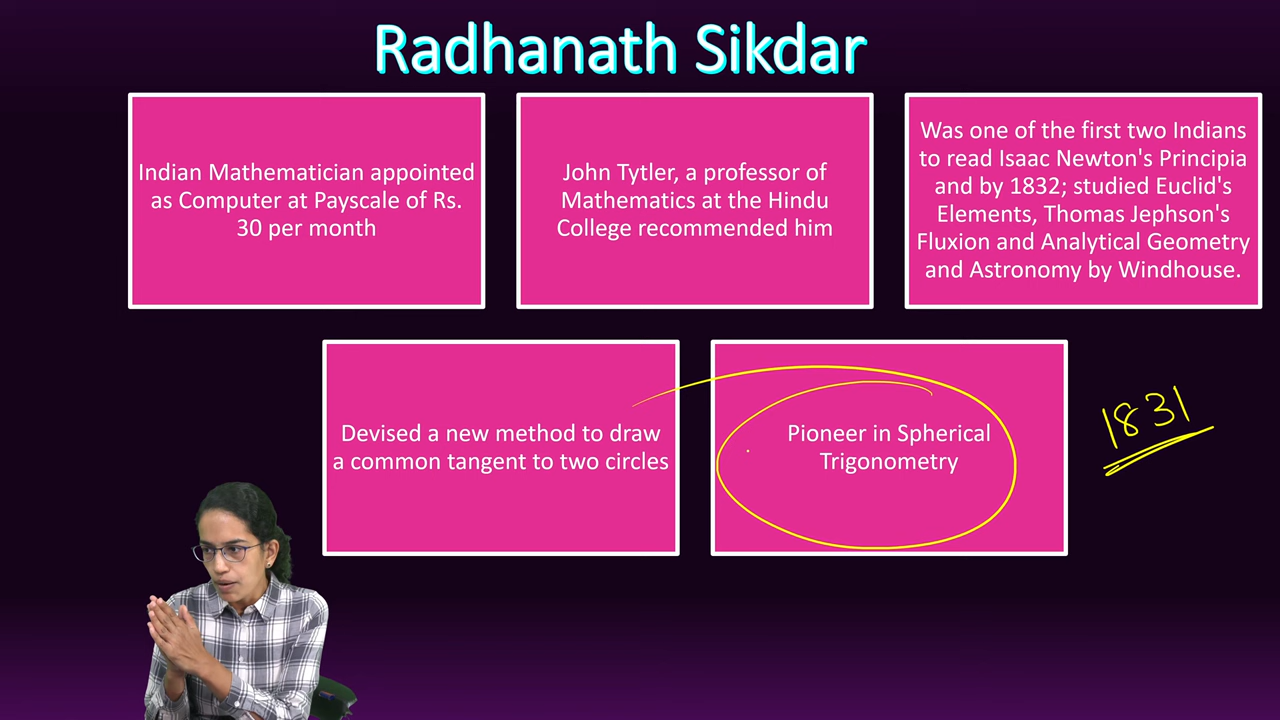 Radhanath Sikdar
Indian Mathematician appointed
as Computer at Payscale of Rs.
30 per month
John Tytler, a professor of
Mathematics at the Hindu
College recommended him
Was one of the first two Indians
to read Isaac Newton's Principia
and by 1832; studied Euclid's
Elements, Thomas Jephson's
Fluxion and Analytical Geometry
and Astronomy by Windhouse.
Devised a new method to draw
a common tangent to two circles
Pioneer in Spherical
Trigonometry
1831